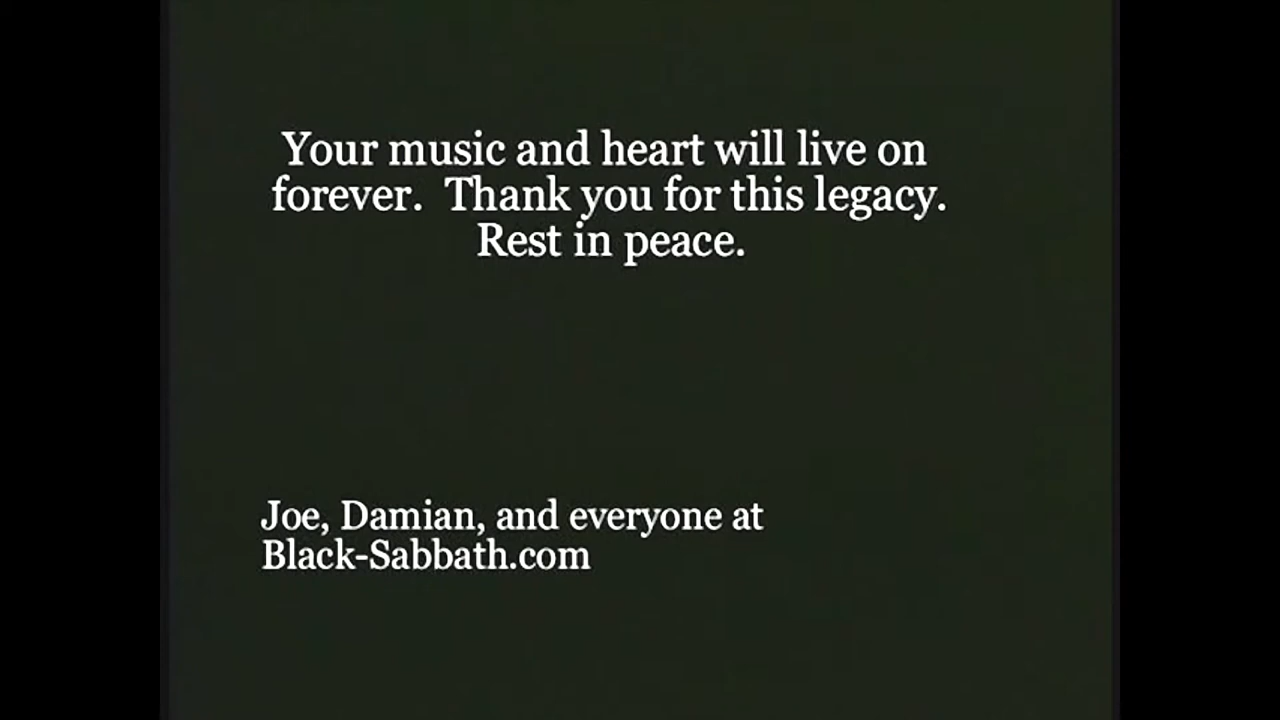 Your music and heart will live on
forever.  Thank you for this legacy.
Rest in peace.
Joe, Damian, and everyone at
Black-Sabbath.com